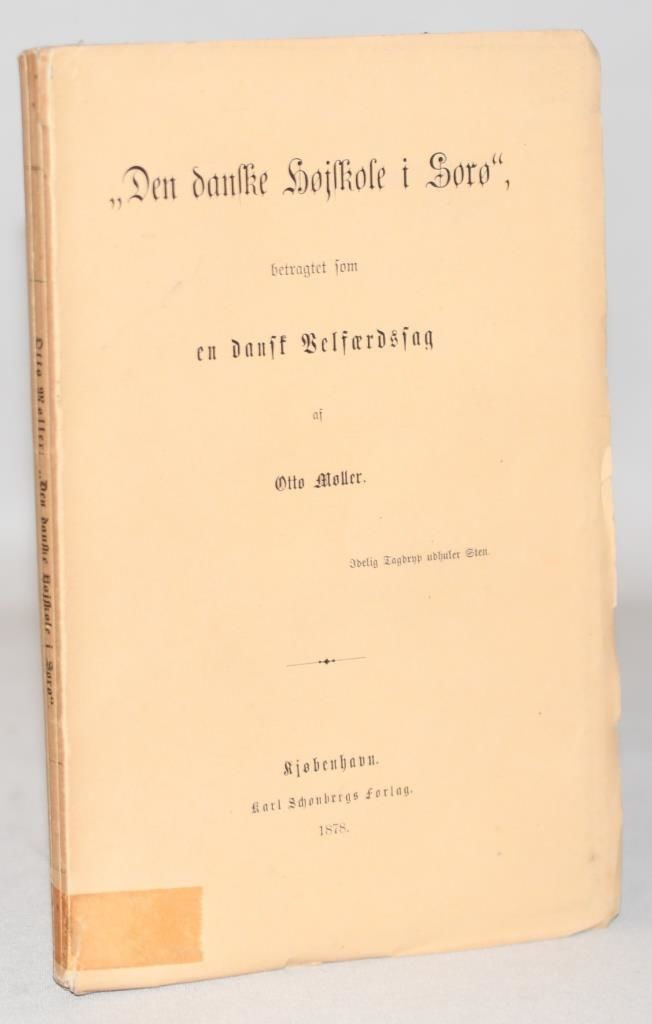 „Den danske Højskole i Sorø“,
betragtet som
en dansk Velfærdssag
af
Otto Møller.
Idelig Tagdryp udhuler Sten.
Kjøbenhavn.
Karl Schønbergs Forlag.
1878.
Otto Møller: „Den danske Højskole i Sorø“.